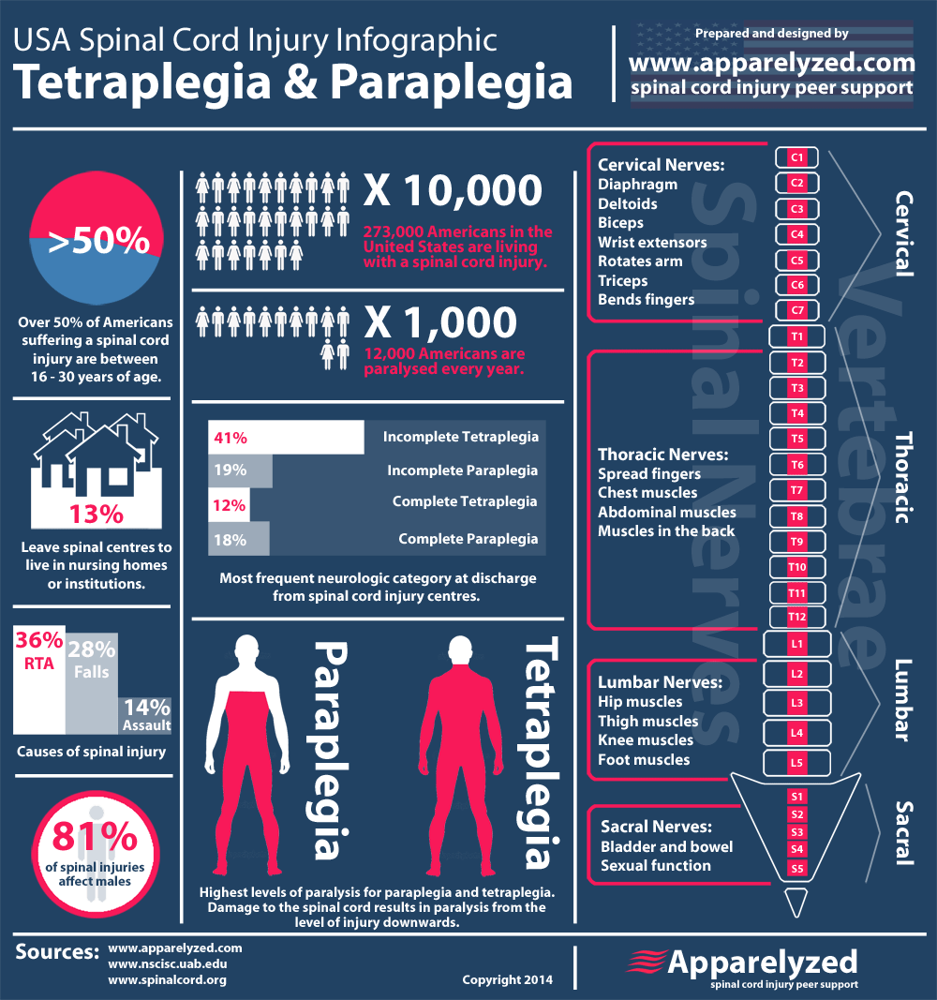 USA Spinal Cord Injury Infographic
Tetraplegia & Paraplegia
Prepared and designed by
www.apparelyzed.com
spinal cord injury peer support
>50%
Over 50% of Americans
suffering a spinal cord
injury are between
16 - 30 years of age.
13%
Leave spinal centres to
live in nursing homes
or institutions.
36%
RTA
28%
Falls
14%
Assault
Causes of spinal injury
81%
of spinal injuries
affect males
X 10,000
273,000 Americans in the
United States are living
with a spinal cord injury.
X 1,000
12,000 Americans are
paralysed every year.
41% Incomplete Tetraplegia
19% Incomplete Paraplegia
12% Complete Tetraplegia
18% Complete Paraplegia
Most frequent neurologic category at discharge
from spinal cord injury centres.
Paraplegia
Tetraplegia
Highest levels of paralysis for paraplegia and tetraplegia.
Damage to the spinal cord results in paralysis from the
level of injury downwards.
Cervical Nerves:
Diaphragm
Deltoids
Biceps
Wrist extensors
Rotates arm
Triceps
Bends fingers
Thoracic Nerves:
Spread fingers
Chest muscles
Abdominal muscles
Muscles in the back
Lumbar Nerves:
Hip muscles
Thigh muscles
Knee muscles
Foot muscles
Sacral Nerves:
Bladder and bowel
Sexual function
Spinal Nerves
C1
C2
C3
C4
C5
C6
C7
T1
T2
T3
T4
T5
T6
T7
T8
T9
T10
T11
T12
L1
L2
L3
L4
L5
S1
S2
S3
S4
S5
Vertebrae
Cervical
Thoracic
Lumbar
Sacral
Sources: www.apparelyzed.com
www.nscisc.uab.edu
www.spinalcord.org
Copyright 2014
Apparelyzed
spinal cord injury peer support